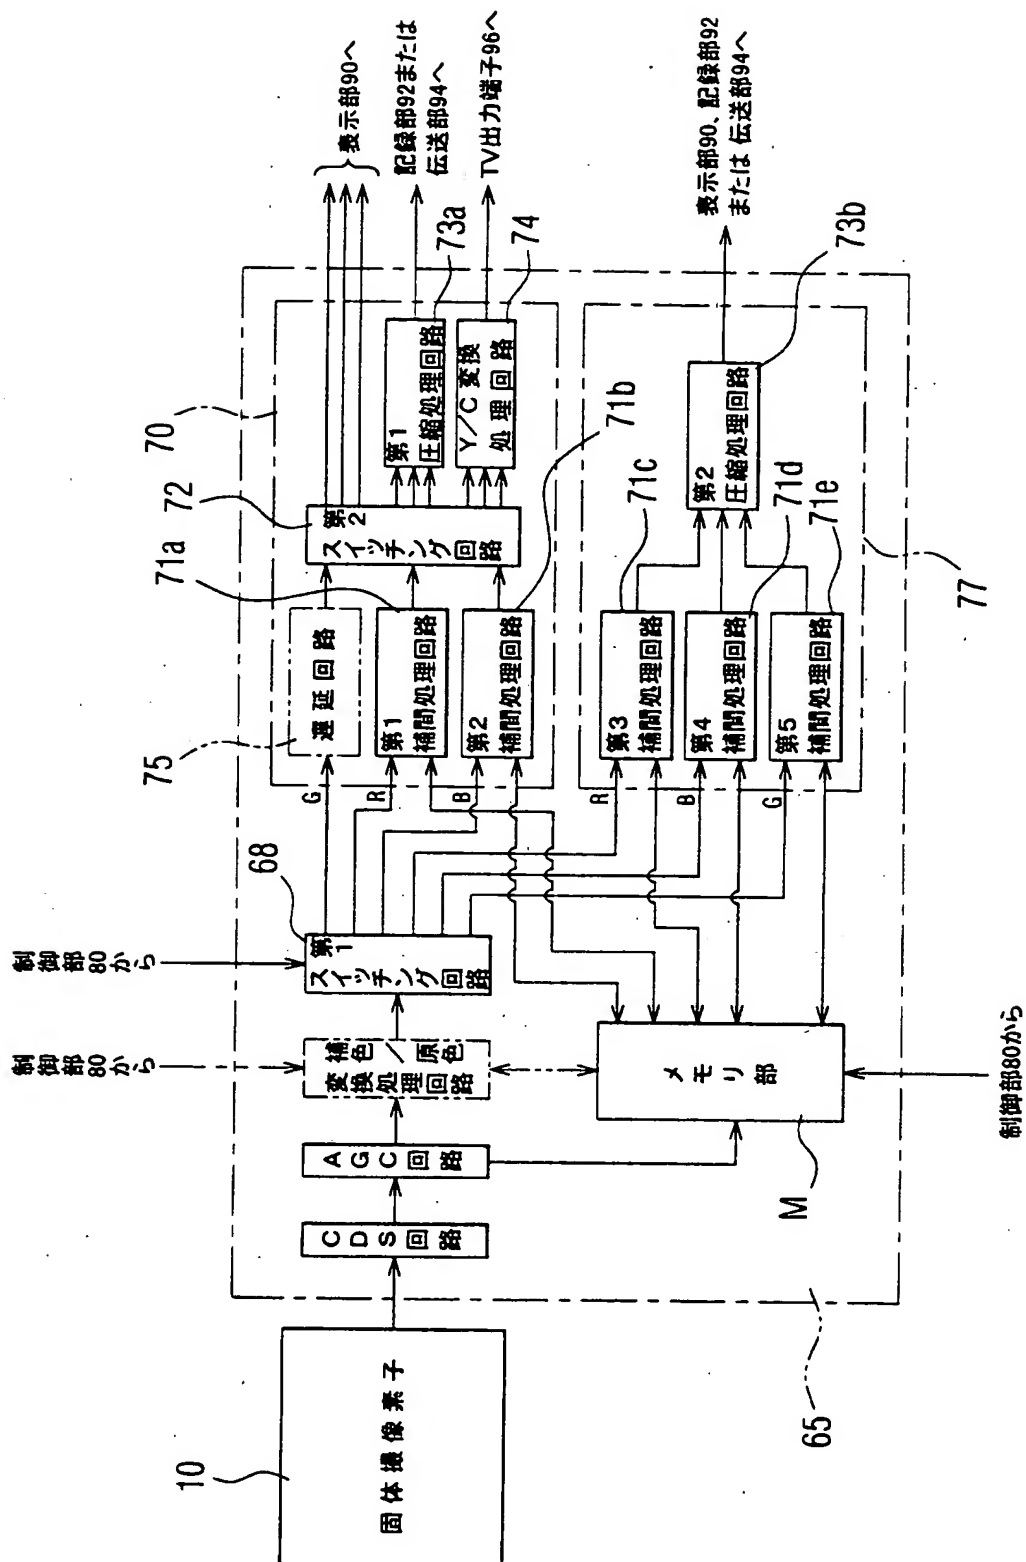 10
固体撮像素子
65
CDS回路
AGC回路
制御部80から
補色/原色
変換処理回路
制御部80から
68
第1
スイッチング回路
M
メモリ部
制御部80から
G
R
B
R
B
G
75
遅延回路
71a
第1
補間処理回路
71b
第2
補間処理回路
72
第2
スイッチング回路
70
73a
第1
圧縮処理回路
74
Y/C変換
処理回路
表示部90へ
記録部92または
伝送部94へ
TV出力端子96へ
71c
第3
補間処理回路
71d
第4
補間処理回路
71e
第5
補間処理回路
77
73b
第2
圧縮処理回路
表示部90、記録部92
または 伝送部94へ